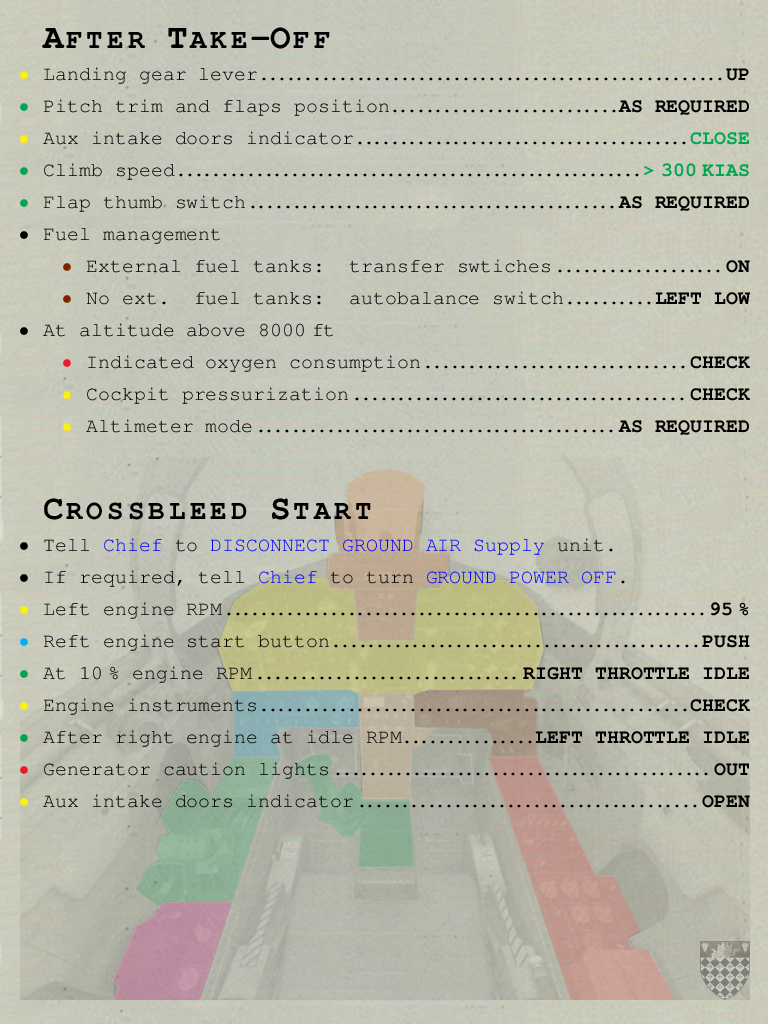 AFTER TAKE-OFF
• Landing gear lever....................................................UP
• Pitch trim and flaps position.........................AS REQUIRED
• Aux intake doors indicator.....................................CLOSE
• Climb speed....................................................> 300 KIAS
• Flap thumb switch.........................................AS REQUIRED
• Fuel management
• External fuel tanks: transfer swtiches...................ON
• No ext. fuel tanks: autobalance switch..........LEFT LOW
• At altitude above 8000 ft
• Indicated oxygen consumption..............................CHECK
• Cockpit pressurization......................................CHECK
• Altimeter mode........................................AS REQUIRED
CROSSBLEED START
• Tell Chief to DISCONNECT GROUND AIR Supply unit.
• If required, tell Chief to turn GROUND POWER OFF.
• Left engine RPM......................................................95 %
• Reft engine start button.........................................PUSH
• At 10 % engine RPM..............................RIGHT THROTTLE IDLE
• Engine instruments................................................CHECK
• After right engine at idle RPM...............LEFT THROTTLE IDLE
• Generator caution lights..........................................OUT
• Aux intake doors indicator......................................OPEN